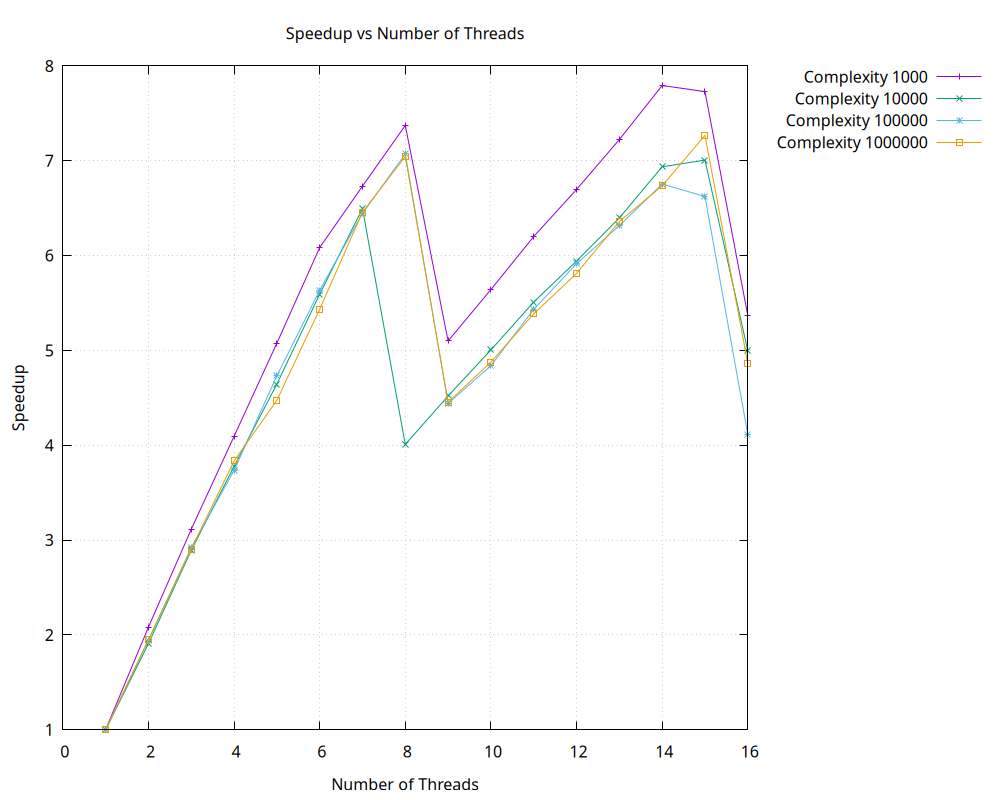 Speedup vs Number of Threads
8
7
6
5
4
3
2
1
0 2 4 6 8 10 12 14 16
Speedup
Number of Threads
Complexity 1000
Complexity 10000
Complexity 100000
Complexity 1000000